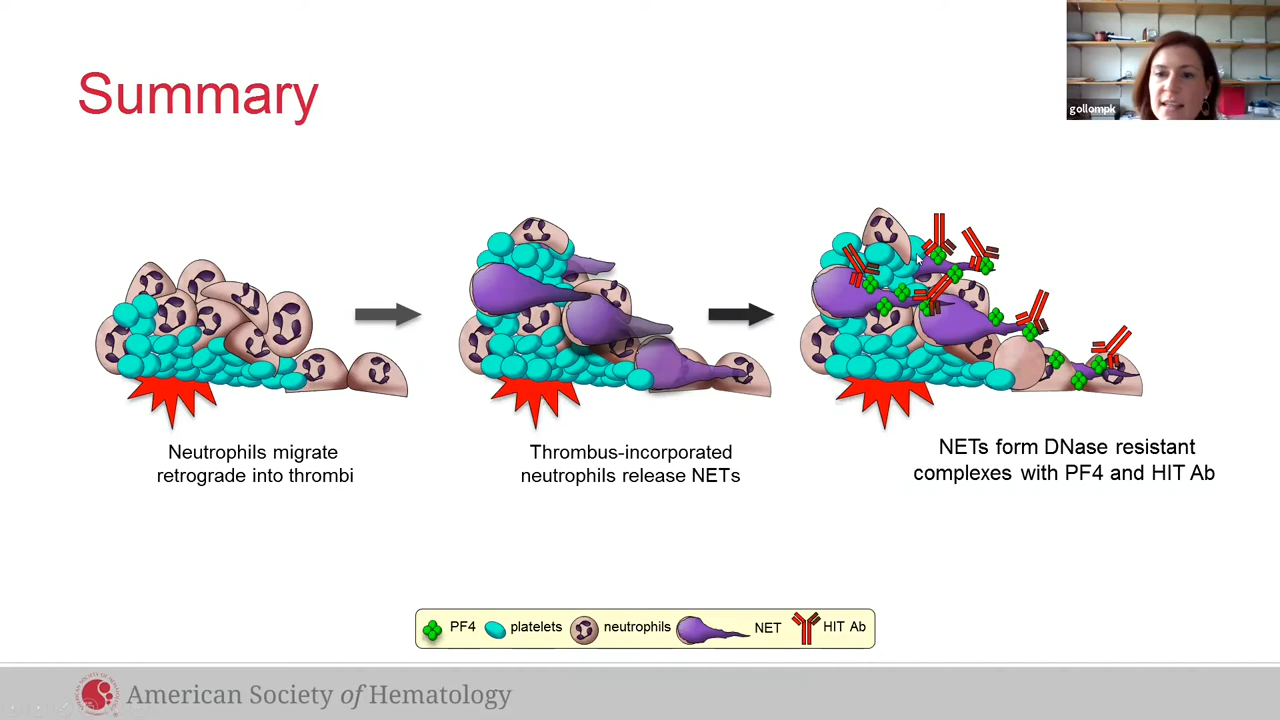 gollompk
Summary
Neutrophils migrate
retrograde into thrombi
Thrombus-incorporated
neutrophils release NETs
NETs form DNase resistant
complexes with PF4 and HIT Ab
PF4 platelets neutrophils NET HIT Ab
American Society of Hematology